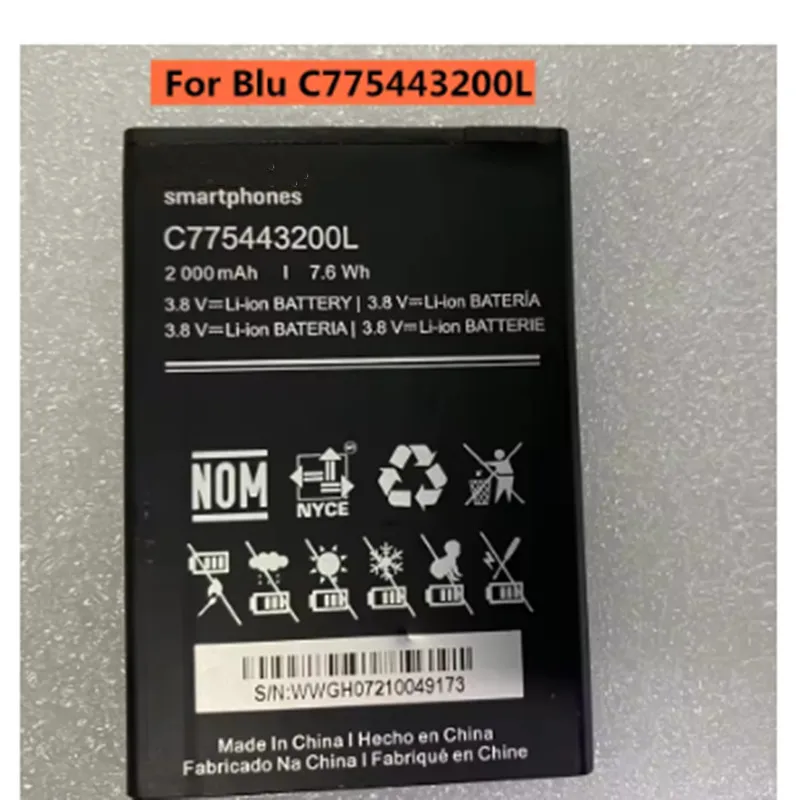 For Blu C775443200L
smartphones
C775443200L
2 000 mAh I 7.6 Wh
3.8 V⎓Li-ion BATTERY | 3.8 V⎓Li-ion BATERÍA
3.8 V⎓Li-ion BATERIA | 3.8 V⎓Li-ion BATTERIE
NOM
NYCE
S/N:WWGH07210049173
Made In China I Hecho en China
Fabricado Na China I Fabriqué en Chine